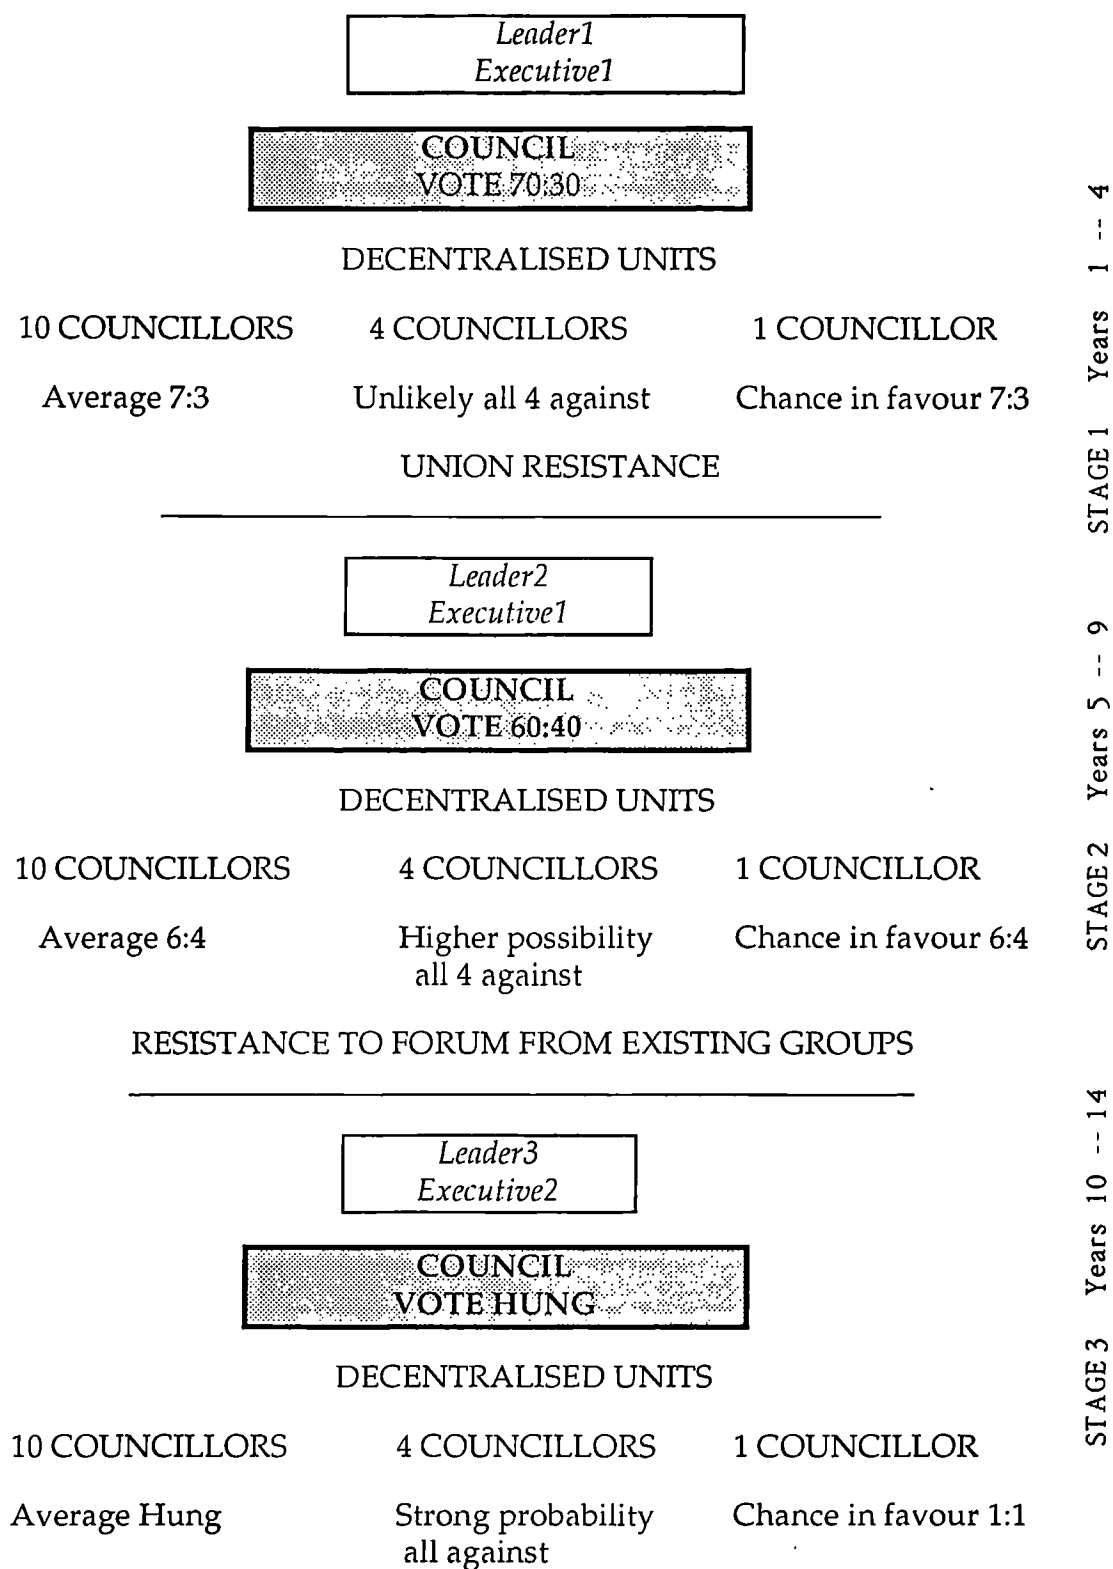 Leader1
Executive1
COUNCIL
VOTE 70:30
DECENTRALISED UNITS
10 COUNCILLORS 4 COUNCILLORS 1 COUNCILLOR
Average 7:3 Unlikely all 4 against Chance in favour 7:3
UNION RESISTANCE
STAGE 1 Years 1 -- 4
Leader2
Executive1
COUNCIL
VOTE 60:40
DECENTRALISED UNITS
10 COUNCILLORS 4 COUNCILLORS 1 COUNCILLOR
Average 6:4 Higher possibility Chance in favour 6:4
all 4 against
RESISTANCE TO FORUM FROM EXISTING GROUPS
STAGE 2 Years 5 -- 9
Leader3
Executive2
COUNCIL
VOTE HUNG
DECENTRALISED UNITS
10 COUNCILLORS 4 COUNCILLORS 1 COUNCILLOR
Average Hung Strong probability Chance in favour 1:1
all against
STAGE 3 Years 10 -- 14